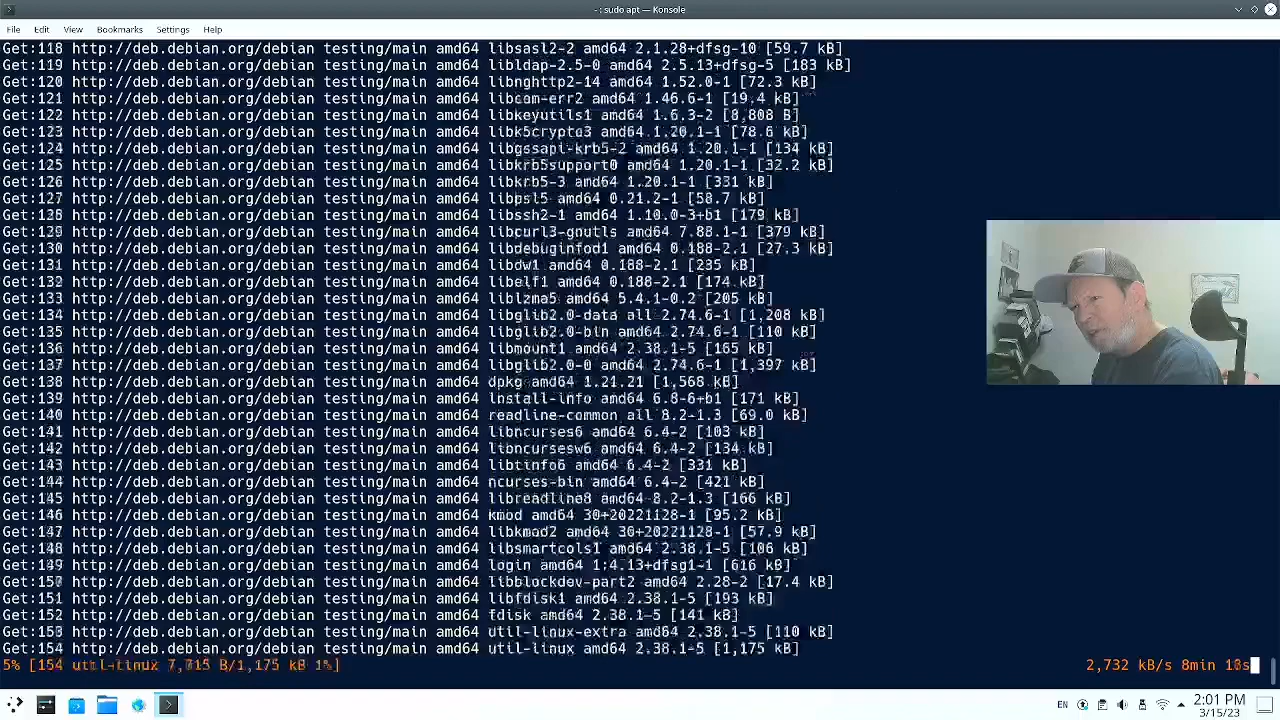 ~ : sudo apt — Konsole
File Edit View Bookmarks Settings Help
Get:118 http://deb.debian.org/debian testing/main amd64 libsasl2-2 amd64 2.1.28+dfsg-10 [59.7 kB]
Get:119 http://deb.debian.org/debian testing/main amd64 libldap-2.5-0 amd64 2.5.13+dfsg-5 [183 kB]
Get:120 http://deb.debian.org/debian testing/main amd64 libnghttp2-14 amd64 1.52.0-1 [72.3 kB]
Get:121 http://deb.debian.org/debian testing/main amd64 libcom-err2 amd64 1.46.6-1 [19.4 kB]
Get:122 http://deb.debian.org/debian testing/main amd64 libkeyutils1 amd64 1.6.3-2 [8,808 B]
Get:123 http://deb.debian.org/debian testing/main amd64 libk5crypto3 amd64 1.20.1-1 [78.6 kB]
Get:124 http://deb.debian.org/debian testing/main amd64 libgssapi-krb5-2 amd64 1.20.1-1 [134 kB]
Get:125 http://deb.debian.org/debian testing/main amd64 libkrb5support0 amd64 1.20.1-1 [32.2 kB]
Get:126 http://deb.debian.org/debian testing/main amd64 libkrb5-3 amd64 1.20.1-1 [331 kB]
Get:127 http://deb.debian.org/debian testing/main amd64 libpsl5 amd64 0.21.2-1 [58.7 kB]
Get:128 http://deb.debian.org/debian testing/main amd64 libssh2-1 amd64 1.10.0-3+b1 [179 kB]
Get:129 http://deb.debian.org/debian testing/main amd64 libcurl3-gnutls amd64 7.88.1-1 [379 kB]
Get:130 http://deb.debian.org/debian testing/main amd64 libdebuginfod1 amd64 0.188-2.1 [27.3 kB]
Get:131 http://deb.debian.org/debian testing/main amd64 libdw1 amd64 0.188-2.1 [235 kB]
Get:132 http://deb.debian.org/debian testing/main amd64 libelf1 amd64 0.188-2.1 [174 kB]
Get:133 http://deb.debian.org/debian testing/main amd64 liblzma5 amd64 5.4.1-0.2 [205 kB]
Get:134 http://deb.debian.org/debian testing/main amd64 libglib2.0-data all 2.74.6-1 [1,208 kB]
Get:135 http://deb.debian.org/debian testing/main amd64 libglib2.0-bin amd64 2.74.6-1 [110 kB]
Get:136 http://deb.debian.org/debian testing/main amd64 libmount1 amd64 2.38.1-5 [165 kB]
Get:137 http://deb.debian.org/debian testing/main amd64 libglib2.0-0 amd64 2.74.6-1 [1,397 kB]
Get:138 http://deb.debian.org/debian testing/main amd64 dpkg amd64 1.21.21 [1,568 kB]
Get:139 http://deb.debian.org/debian testing/main amd64 install-info amd64 6.8-6+b1 [171 kB]
Get:140 http://deb.debian.org/debian testing/main amd64 readline-common all 8.2-1.3 [69.0 kB]
Get:141 http://deb.debian.org/debian testing/main amd64 libncurses6 amd64 6.4-2 [103 kB]
Get:142 http://deb.debian.org/debian testing/main amd64 libncursesw6 amd64 6.4-2 [134 kB]
Get:143 http://deb.debian.org/debian testing/main amd64 libtinfo6 amd64 6.4-2 [331 kB]
Get:144 http://deb.debian.org/debian testing/main amd64 ncurses-bin amd64 6.4-2 [421 kB]
Get:145 http://deb.debian.org/debian testing/main amd64 libreadline8 amd64 8.2-1.3 [166 kB]
Get:146 http://deb.debian.org/debian testing/main amd64 kmod amd64 30+20221128-1 [95.2 kB]
Get:147 http://deb.debian.org/debian testing/main amd64 libkmod2 amd64 30+20221128-1 [57.9 kB]
Get:148 http://deb.debian.org/debian testing/main amd64 libsmartcols1 amd64 2.38.1-5 [106 kB]
Get:149 http://deb.debian.org/debian testing/main amd64 login amd64 1:4.13+dfsg1-1 [616 kB]
Get:150 http://deb.debian.org/debian testing/main amd64 libblockdev-part2 amd64 2.28-2 [17.4 kB]
Get:151 http://deb.debian.org/debian testing/main amd64 libfdisk1 amd64 2.38.1-5 [193 kB]
Get:152 http://deb.debian.org/debian testing/main amd64 fdisk amd64 2.38.1-5 [141 kB]
Get:153 http://deb.debian.org/debian testing/main amd64 util-linux-extra amd64 2.38.1-5 [110 kB]
Get:154 http://deb.debian.org/debian testing/main amd64 util-linux amd64 2.38.1-5 [1,175 kB]
5% [154 util-linux 7,715 B/1,175 kB 1%] 2,732 kB/s 8min
EN 2:01 PM
3/15/23